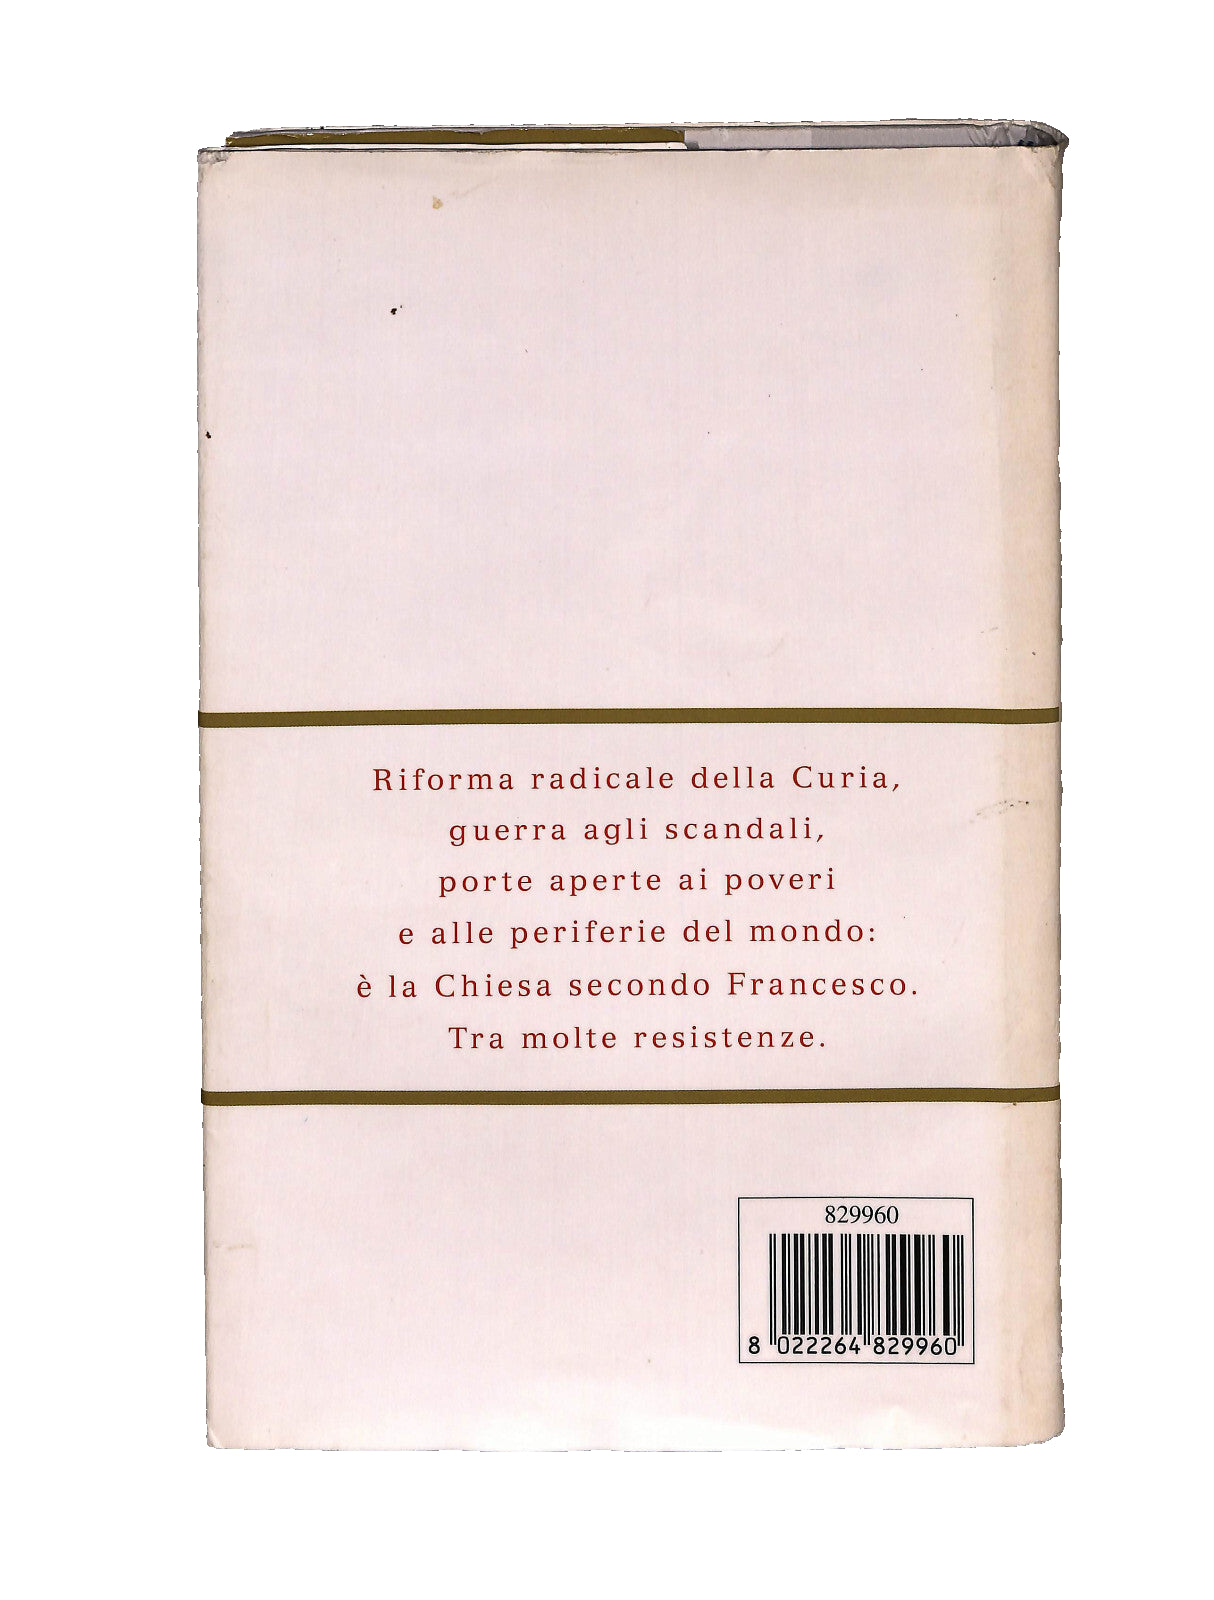 Riforma radicale della Curia,
guerra agli scandali,
porte aperte ai poveri
e alle periferie del mondo:
è la Chiesa secondo Francesco.
Tra molte resistenze.
829960
8 022264 829960